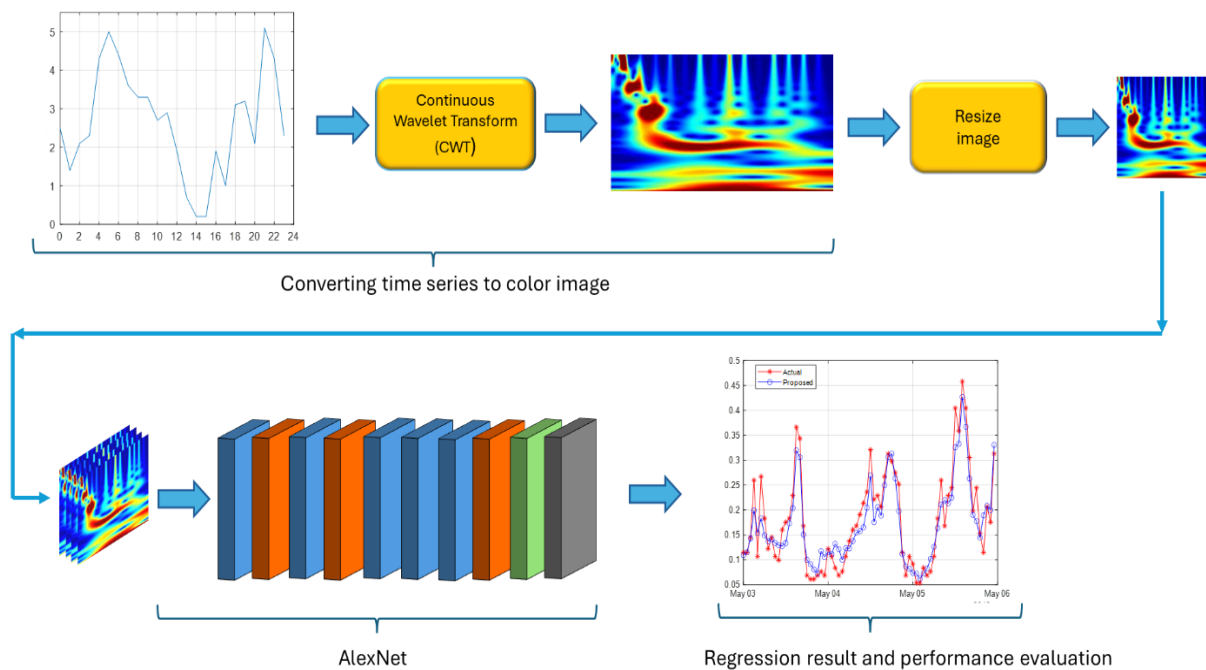 5
4
3
2
1
0
0 2 4 6 8 10 12 14 16 18 20 22 24
Continuous
Wavelet Transform
(CWT)
Resize
image
Converting time series to color image
0.5
0.45
0.4
0.35
0.3
0.25
0.2
0.15
0.1
0.05
Actual
Proposed
May 03 May 04 May 05 May 06
AlexNet
Regression result and performance evaluation